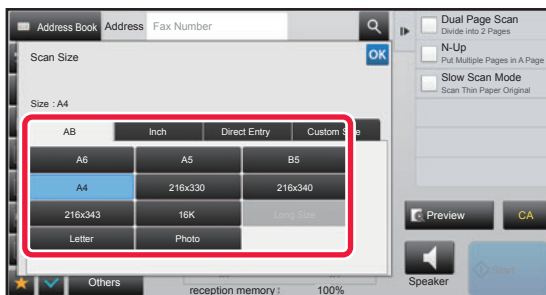 Address Book Address Fax Number
Scan Size
OK
Size : A4
AB Inch Direct Entry Custom Size
A6 A5 B5
A4 216x330 216x340
216x343 16K Long Size
Letter Photo
Others
reception memory: 100%
Dual Page Scan
Divide into 2 Pages
N-Up
Put Multiple Pages in A Page
Slow Scan Mode
Scan Thin Paper Original
Preview CA
Speaker
Start